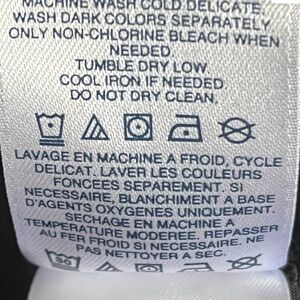 MACHINE WASH COLD DELICATE.
WASH DARK COLORS SEPARATELY
ONLY NON-CHLORINE BLEACH WHEN
NEEDED.
TUMBLE DRY LOW.
COOL IRON IF NEEDED.
DO NOT DRY CLEAN.
LAVAGE EN MACHINE A FROID, CYCLE
DELICAT. LAVER LES COULEURS
FONCEES SEPAREMENT. SI
NECESSAIRE, BLANCHIMENT A BASE
D'AGENTS OXYGENES UNIQUEMENT.
SECHAGE EN MACHINE A
TEMPERATURE MODEREE. REPASSER
AU FER FROID SI NECESSAIRE. NE
PAS NETTOYER A SEC.